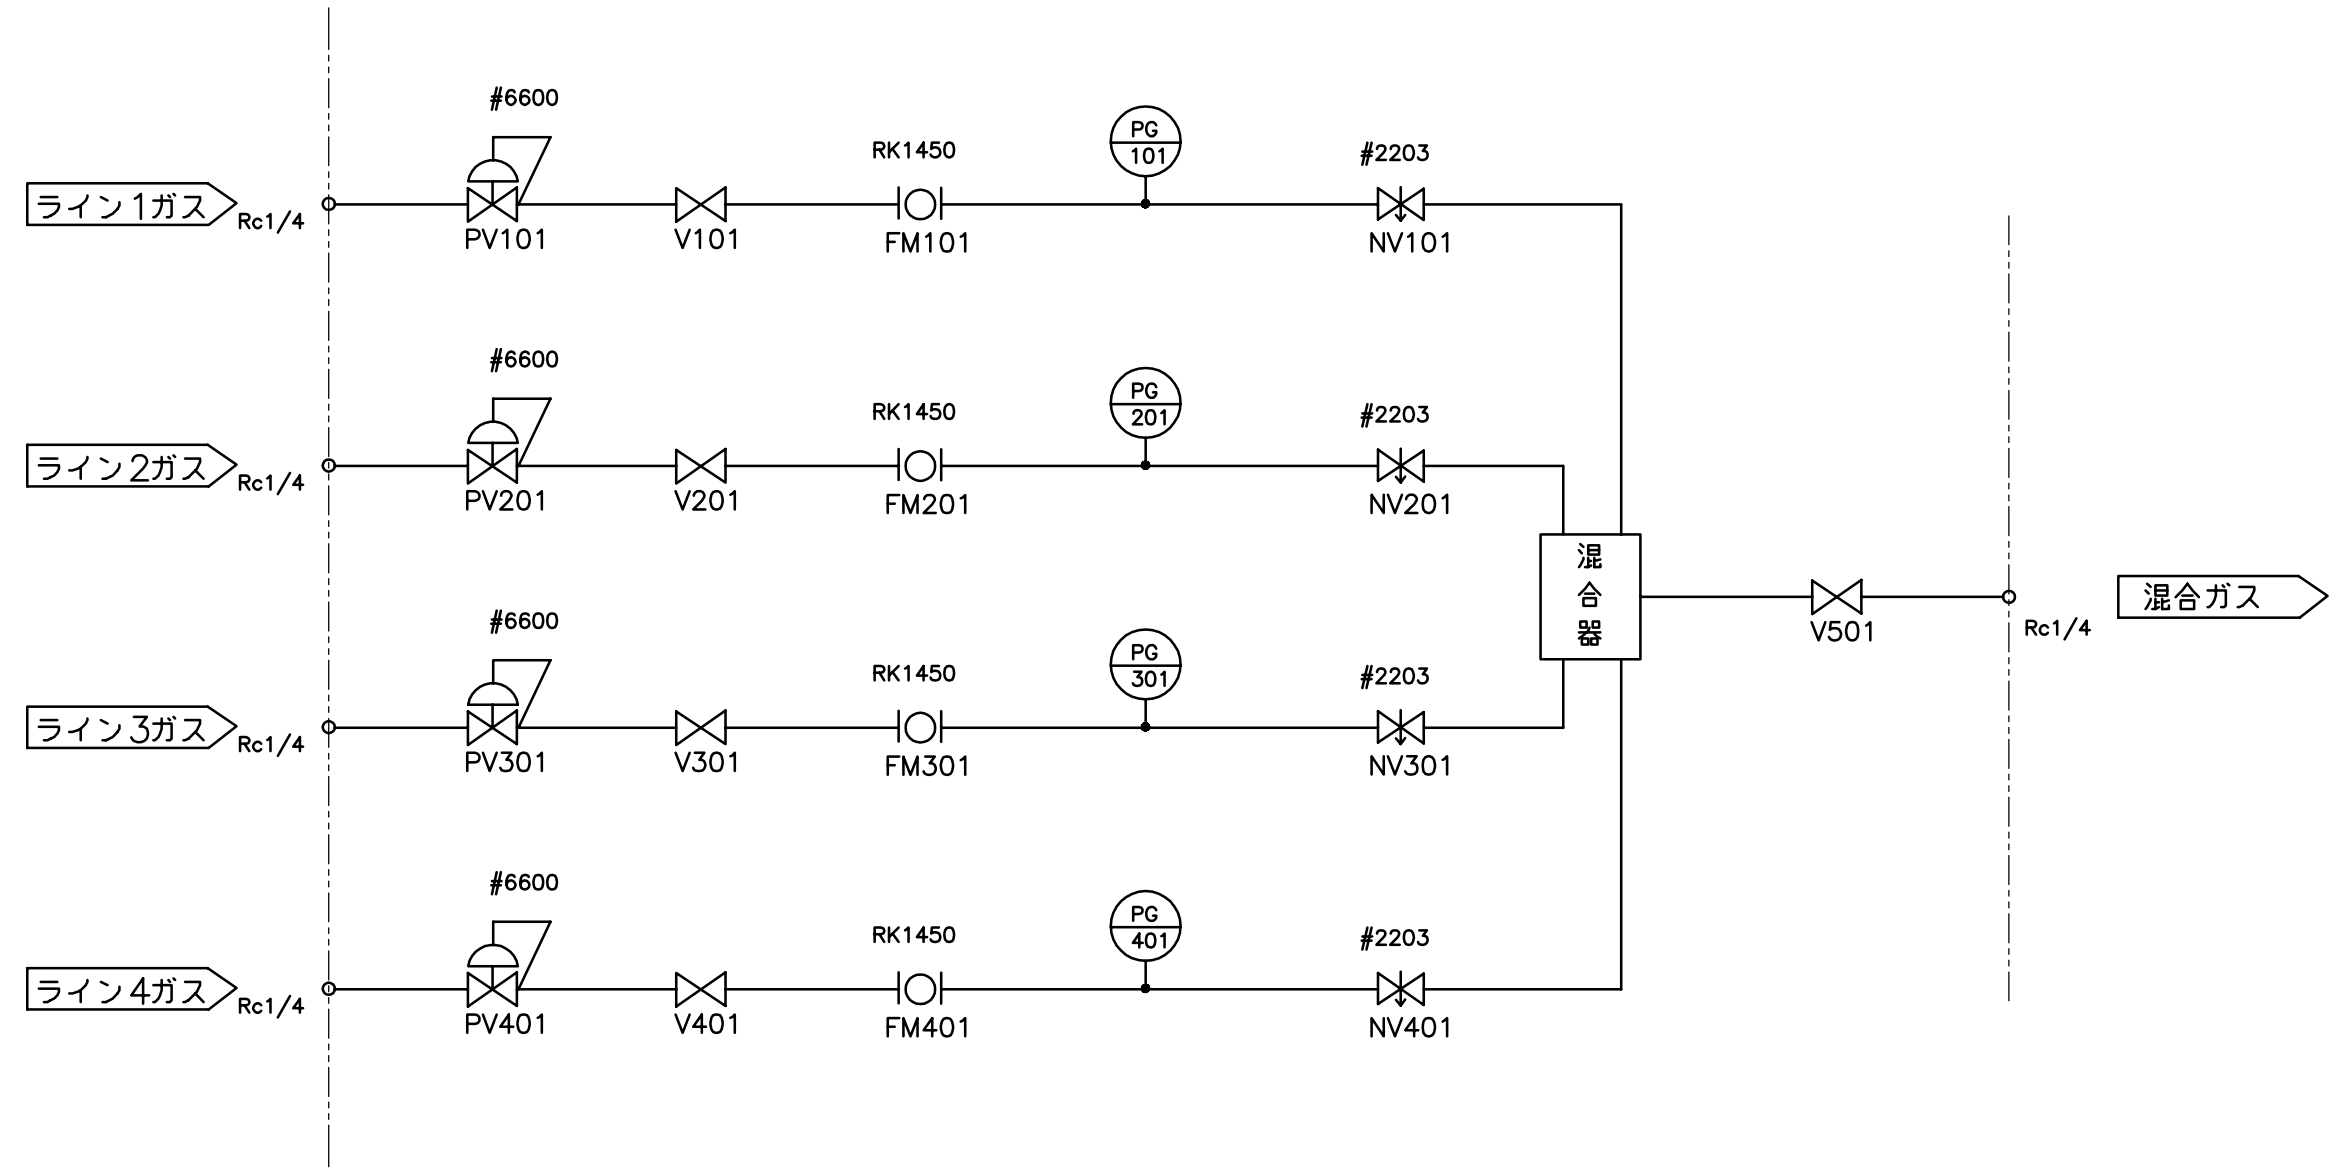 #6600
RK1450
PG
101
#2203
ライン1ガス
Rc1/4
PV101
V101
FM101
NV101
#6600
RK1450
PG
201
#2203
ライン2ガス
Rc1/4
PV201
V201
FM201
NV201
混
合
器
混合ガス
V501
Rc1/4
#6600
RK1450
PG
301
#2203
ライン3ガス
Rc1/4
PV301
V301
FM301
NV301
#6600
RK1450
PG
401
#2203
ライン4ガス
Rc1/4
PV401
V401
FM401
NV401